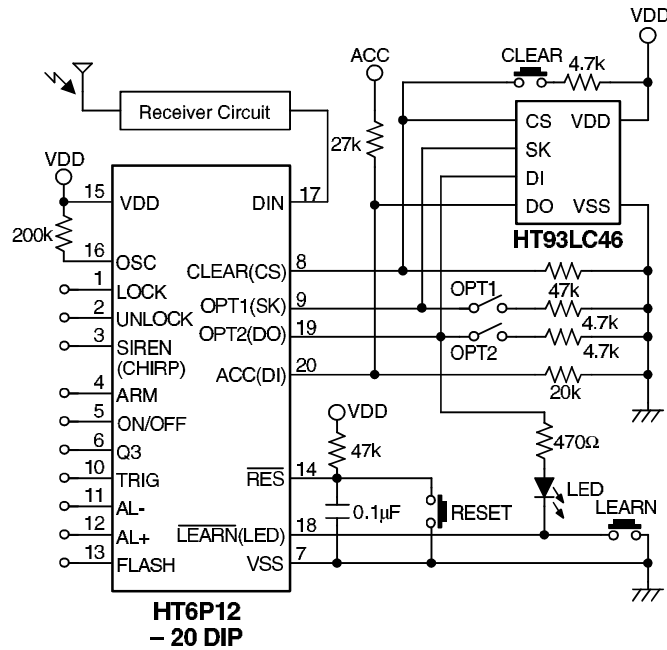 VDD
ACC
CLEAR
4.7k
Receiver Circuit
27k
CS
VDD
SK
DI
DO
VSS
HT93LC46
VDD
15
VDD
DIN
17
200k
16
OSC
CLEAR(CS)
8
1
LOCK
OPT1(SK)
9
OPT1
47k
2
UNLOCK
OPT2(DO)
19
4.7k
3
SIREN
(CHIRP)
OPT2
4.7k
ACC(DI)
20
20k
4
ARM
5
ON/OFF
VDD
6
Q3
47k
470Ω
10
TRIG
RES
14
LED
11
AL-
0.1µF
RESET
LEARN
12
AL+
LEARN(LED)
18
13
FLASH
VSS
7
HT6P12
– 20 DIP